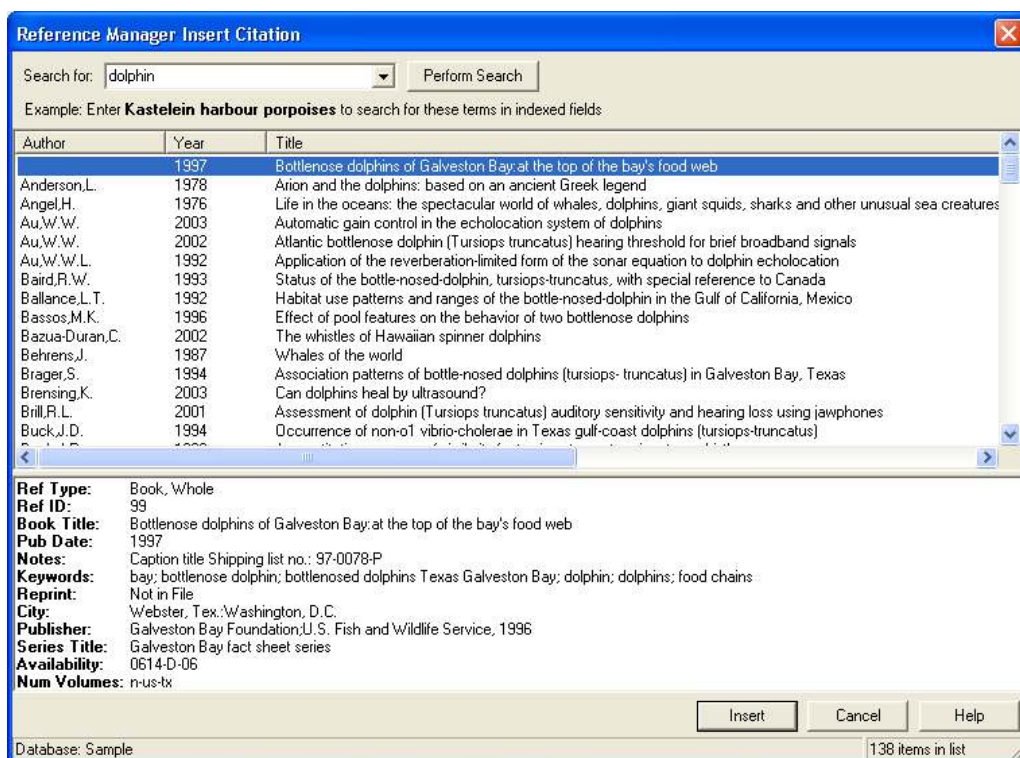 Reference Manager Insert Citation
Search for: dolphin Perform Search
Example: Enter Kastelein harbour porpoises to search for these terms in indexed fields
Author Year Title
1997 Bottlenose dolphins of Galveston Bay:at the top of the bay's food web
Anderson,L. 1978 Arion and the dolphins: based on an ancient Greek legend
Angel,H. 1976 Life in the oceans: the spectacular world of whales, dolphins, giant squids, sharks and other unusual sea creatures
Au,W.W. 2003 Automatic gain control in the echolocation system of dolphins
Au,W.W. 2002 Atlantic bottlenose dolphin (Tursiops truncatus) hearing threshold for brief broadband signals
Au,W.W.L. 1992 Application of the reverberation-limited form of the sonar equation to dolphin echolocation
Baird,R.W. 1993 Status of the bottle-nosed-dolphin, tursiops-truncatus, with special reference to Canada
Ballance,L.T. 1992 Habitat use patterns and ranges of the bottle-nosed-dolphin in the Gulf of California, Mexico
Bassos,M.K. 1996 Effect of pool features on the behavior of two bottlenose dolphins
Bazua-Duran,C. 2002 The whistles of Hawaiian spinner dolphins
Behrens,J. 1987 Whales of the world
Brager,S. 1994 Association patterns of bottle-nosed dolphins (tursiops- truncatus) in Galveston Bay, Texas
Brensing,K. 2003 Can dolphins heal by ultrasound?
Brill,R.L. 2001 Assessment of dolphin (Tursiops truncatus) auditory sensitivity and hearing loss using jawphones
Buck,J.D. 1994 Occurrence of non-o1 vibrio-cholerae in Texas gulf-coast dolphins (tursiops-truncatus)
Ref Type: Book, Whole
Ref ID: 99
Book Title: Bottlenose dolphins of Galveston Bay:at the top of the bay's food web
Pub Date: 1997
Notes: Caption title Shipping list no.: 97-0078-P
Keywords: bay; bottlenose dolphin; bottlenosed dolphins Texas Galveston Bay; dolphin; dolphins; food chains
Reprint: Not in File
City: Webster, Tex.:Washington, D.C.
Publisher: Galveston Bay Foundation;U.S. Fish and Wildlife Service, 1996
Series Title: Galveston Bay fact sheet series
Availability: 0614-D-06
Num Volumes: n-us-tx
Insert Cancel Help
Database: Sample 138 items in list